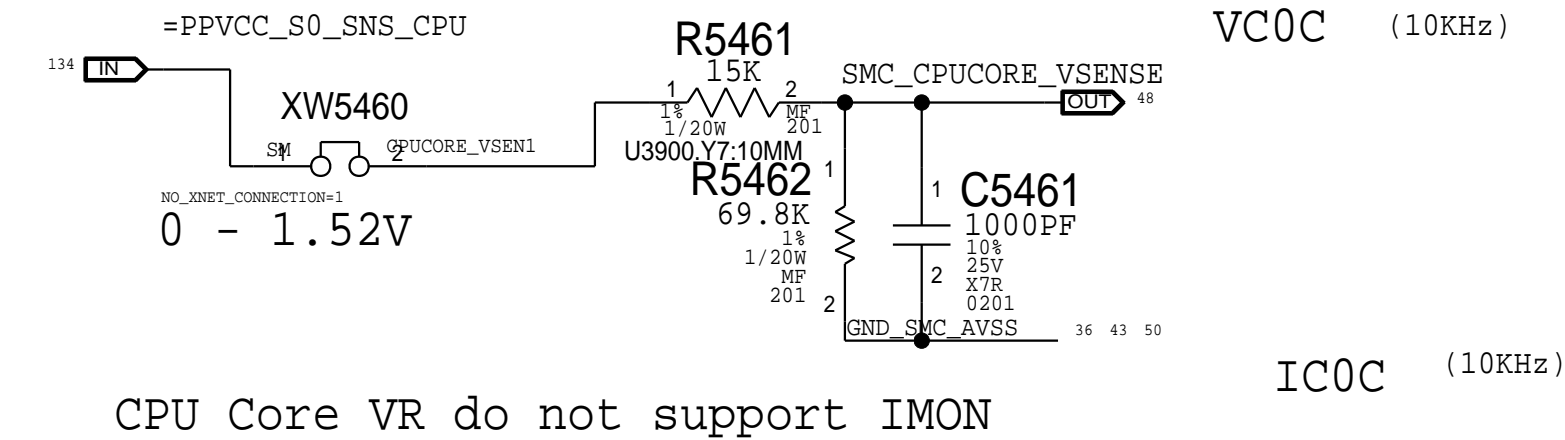 =PPVCC_S0_SNS_CPU
VC0C (10KHz)
134 IN
R5461
15K
SMC_CPUCORE_VSENSE
1 2
1% MF
1/20W 201
OUT 48
XW5460
SM
1 2
CPUCORE_VSEN1
U3900.Y7:10MM
NO_XNET_CONNECTION=1
0 - 1.52V
R5462
69.8K
1%
1/20W
MF
201
1
2
C5461
1000PF
10%
25V
X7R
0201
1
2
GND_SMC_AVSS
36 43 50
IC0C (10KHz)
CPU Core VR do not support IMON